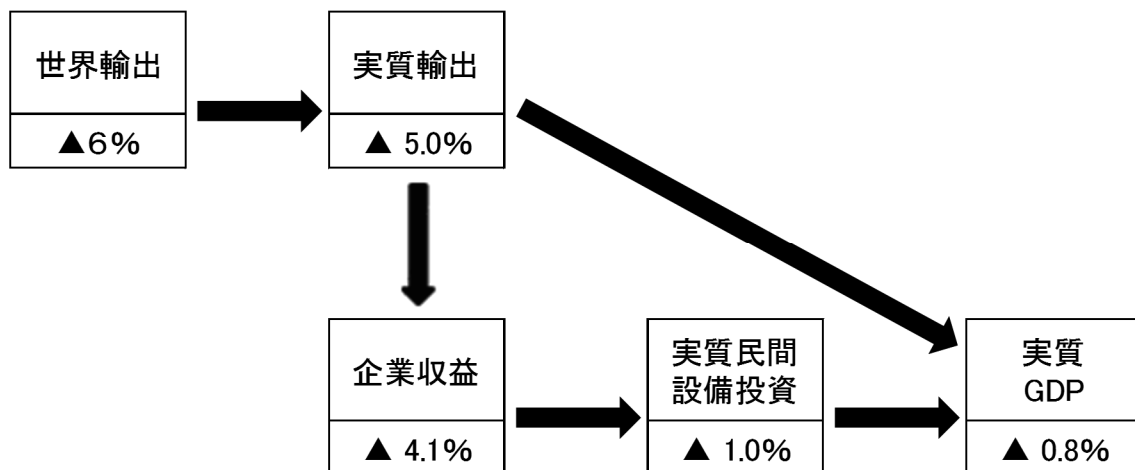 世界輸出
▲6%
実質輸出
▲ 5.0%
企業収益
▲ 4.1%
実質民間
設備投資
▲ 1.0%
実質
GDP
▲ 0.8%